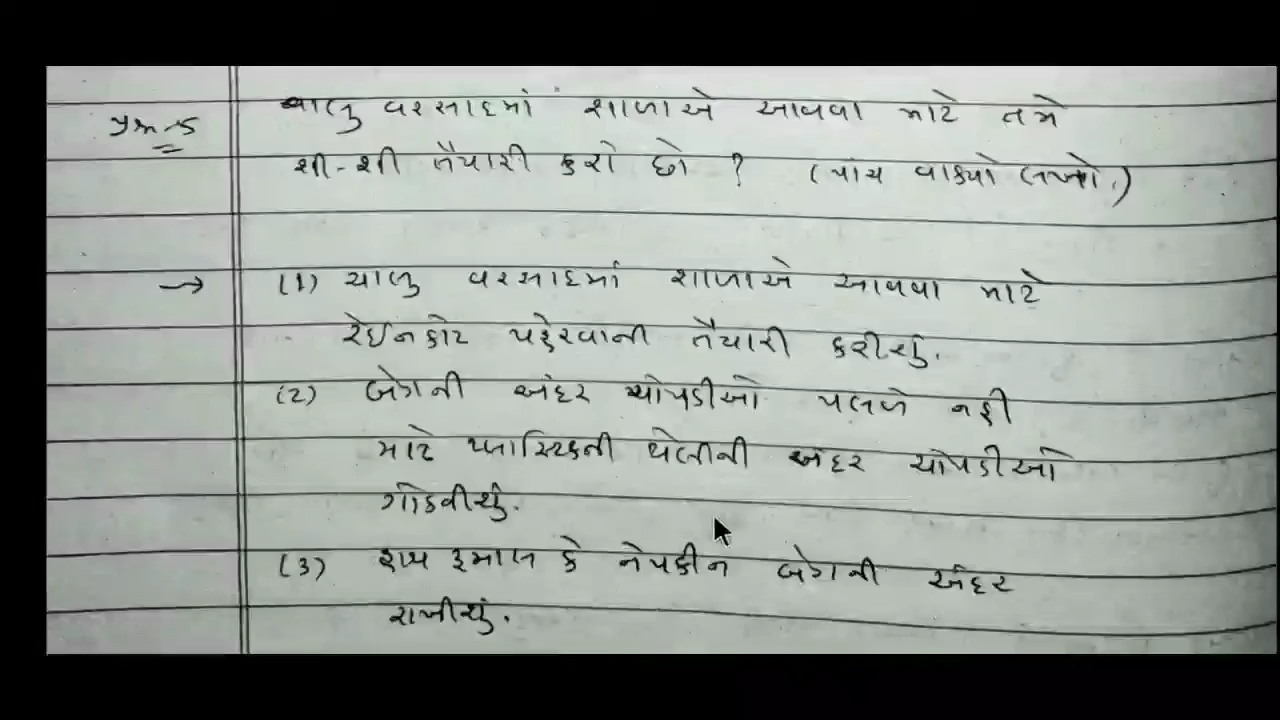 પ્રશ્ન-5
ચાલુ વરસાદમાં શાળાએ આવવા માટે તમે
શી-શી તૈયારી કરો છો ? (પાંચ વાક્યો લખો.)
→ (1) ચાલુ વરસાદમાં શાળાએ આવવા માટે
રેઈનકોટ પહેરવાની તૈયારી કરીશું.
(2) બેગની અંદર ચોપડીઓ પલળે નહી
માટે પ્લાસ્ટિકની થેલીની અંદર ચોપડીઓ
ગોઠવીશું.
(3) હાથ રૂમાલ કે નેપકીન બેગની અંદર
રાખીશું.